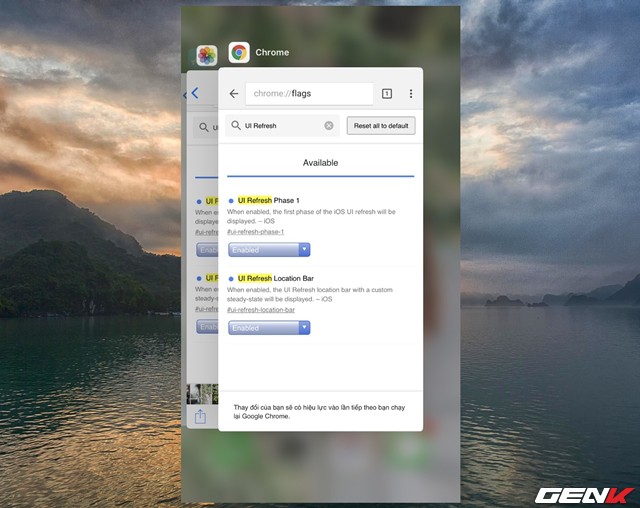 Chrome
chrome://flags
1
UI Refresh
Reset all to default
Available
UI Refresh Phase 1
When enabled, the first phase of the iOS UI refresh will be
displayed. – iOS
#ui-refresh-phase-1
Enabled
UI Refresh Location Bar
When enabled, the UI Refresh location bar with a custom
steady-state will be displayed. – iOS
#ui-refresh-location-bar
Enabled
Thay đổi của bạn sẽ có hiệu lực vào lần tiếp theo bạn chạy
lại Google Chrome.
UI
UI R
When e
displaye
#ui-refre
Enab
UI R
When e
steady-s
#ui-refre
Enab
GENK